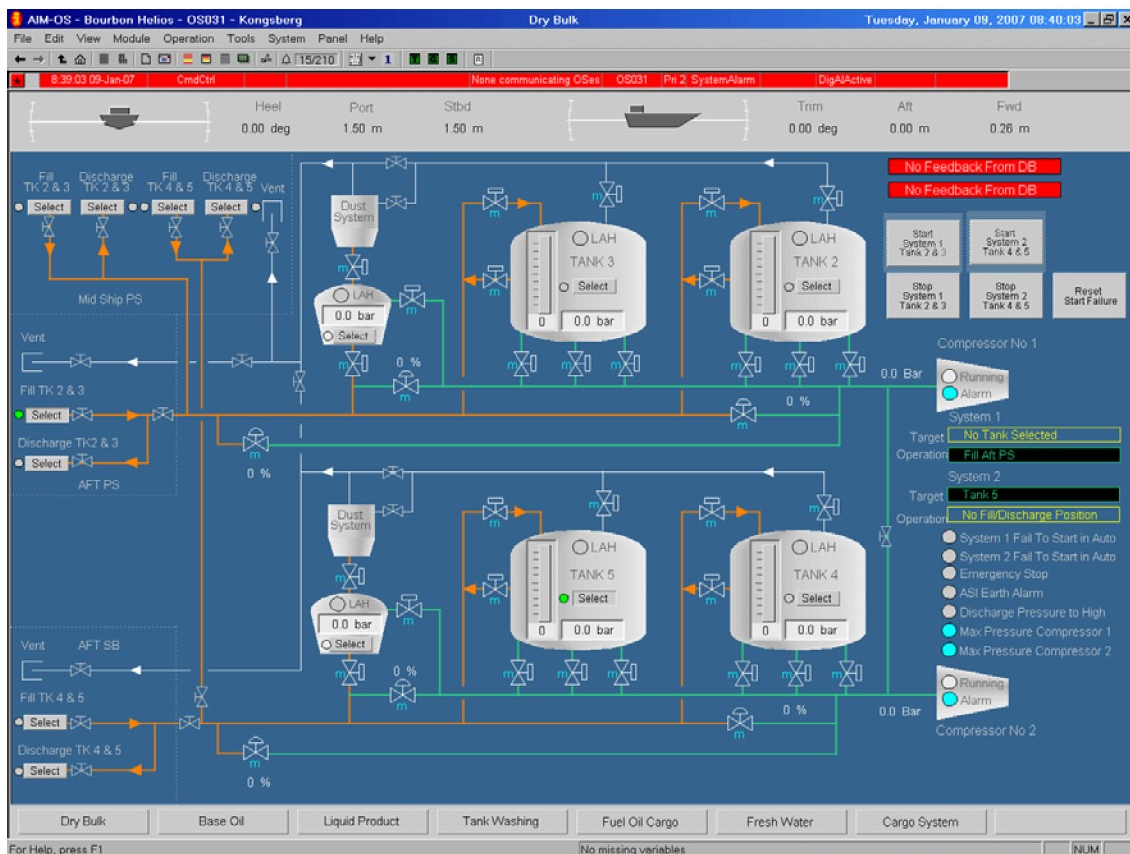 AIM-OS - Bourbon Helios - OS031 - Kongsberg Dry Bulk Tuesday, January 09, 2007 08:40:03
File Edit View Module Operation Tools System Panel Help
15/210 1
8:39:03 09-Jan-07 CmdCtrl None communicating OSes OS031 Pri 2 SystemAlarm DigAlActive
Heel Port Stbd Trim Aft Fwd
0.00 deg 1.50 m 1.50 m 0.00 deg 0.00 m 0.26 m
No Feedback From DB
No Feedback From DB
Fill TK 2 & 3
Discharge TK 2 & 3
Fill TK 4 & 5
Discharge TK 4 & 5
Vent
Select Select Select Select
Mid Ship PS
Dust System
LAH
0.0 bar
Select
m
0 %
LAH
TANK 3
Select
0 0.0 bar
LAH
TANK 2
Select
0 0.0 bar
m m m m m m
Start System 1 Tank 2 & 3
Start System 2 Tank 4 & 5
Stop System 1 Tank 2 & 3
Stop System 2 Tank 4 & 5
Reset Start Failure
Vent
Fill TK 2 & 3
Select
Discharge TK2 & 3
Select
AFT PS
0 %
0 %
Compressor No 1
0.0 Bar
Running
Alarm
System 1
Target No Tank Selected
Operation Fill Aft PS
System 2
Target Tank 5
Operation No Fill/Discharge Position
System 1 Fail To Start in Auto
System 2 Fail To Start in Auto
Emergency Stop
ASI Earth Alarm
Discharge Pressure to High
Max Pressure Compressor 1
Max Pressure Compressor 2
Dust System
LAH
0.0 bar
Select
m
0 %
LAH
TANK 5
Select
0 0.0 bar
LAH
TANK 4
Select
0 0.0 bar
m m m m m m
Vent AFT SB
Fill TK 4 & 5
Select
Discharge TK 4 & 5
Select
0 %
0 %
0.0 Bar
Running
Alarm
Compressor No 2
Dry Bulk Base Oil Liquid Product Tank Washing Fuel Oil Cargo Fresh Water Cargo System
For Help, press F1 No missing variables NUM